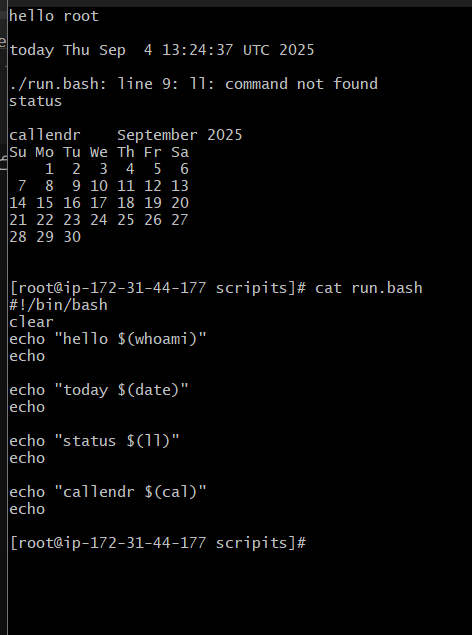 hello root
today Thu Sep  4 13:24:37 UTC 2025
./run.bash: line 9: ll: command not found
status
callendr    September 2025
Su Mo Tu We Th Fr Sa
    1  2  3  4  5  6
 7  8  9 10 11 12 13
14 15 16 17 18 19 20
21 22 23 24 25 26 27
28 29 30
[root@ip-172-31-44-177 scripits]# cat run.bash
#!/bin/bash
clear
echo "hello $(whoami)"
echo
echo "today $(date)"
echo
echo "status $(ll)"
echo
echo "callendr $(cal)"
echo
[root@ip-172-31-44-177 scripits]#